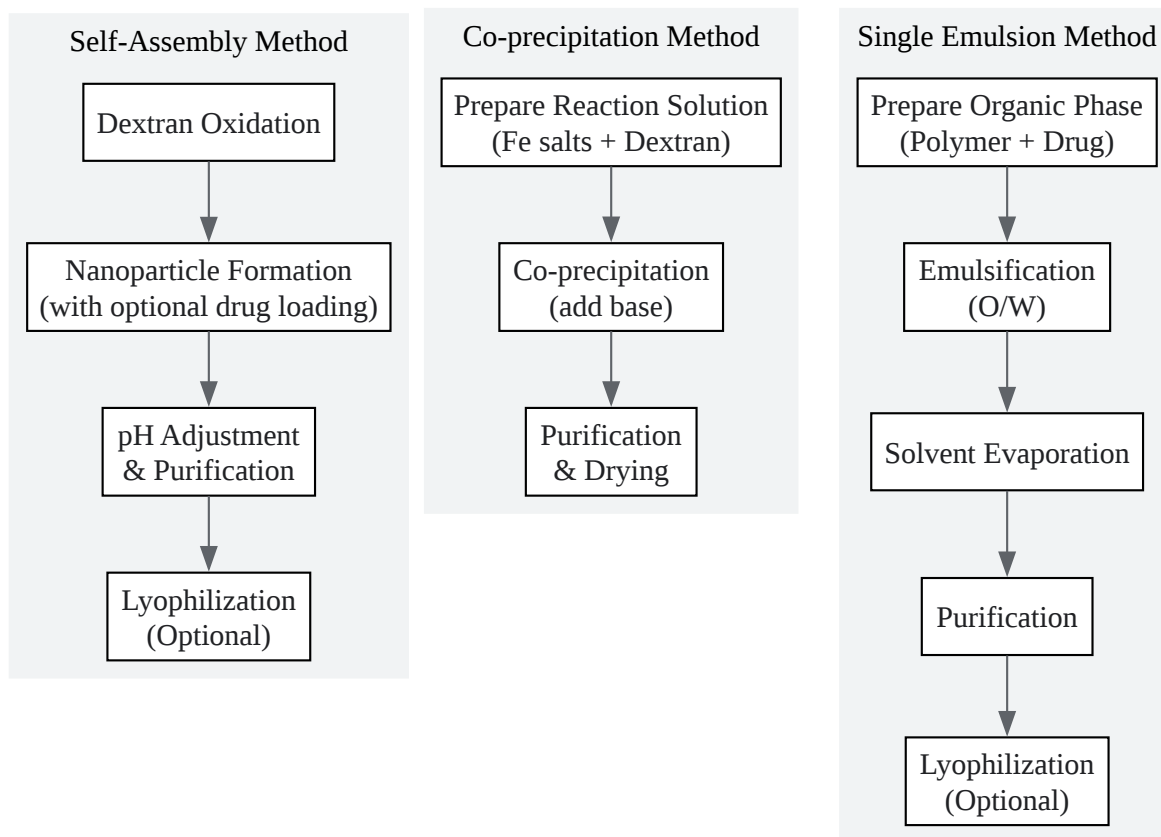 Self-Assembly Method
Dextran Oxidation
Nanoparticle Formation
(with optional drug loading)
pH Adjustment
& Purification
Lyophilization
(Optional)
Co-precipitation Method
Prepare Reaction Solution
(Fe salts + Dextran)
Co-precipitation
(add base)
Purification
& Drying
Single Emulsion Method
Prepare Organic Phase
(Polymer + Drug)
Emulsification
(O/W)
Solvent Evaporation
Purification
Lyophilization
(Optional)